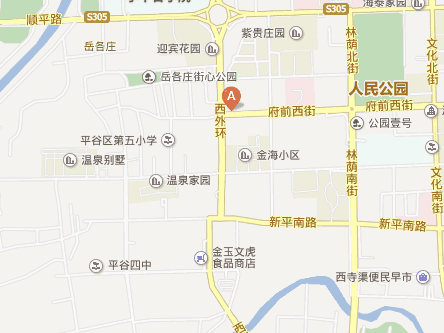 S305
S305
海泰家园
顺平路
紫贵庄园
岳各庄
迎宾花园
林荫北街
文化北街
岳各庄街心公园
人民公园
A
府前西街
府前西街
西外环
公园壹号
平谷区第五小学
温泉别墅
金海小区
林荫南街
文化南街
温泉家园
新平南路
新平南路
金玉文虎
食品商店
平谷四中
西寺渠便民早市